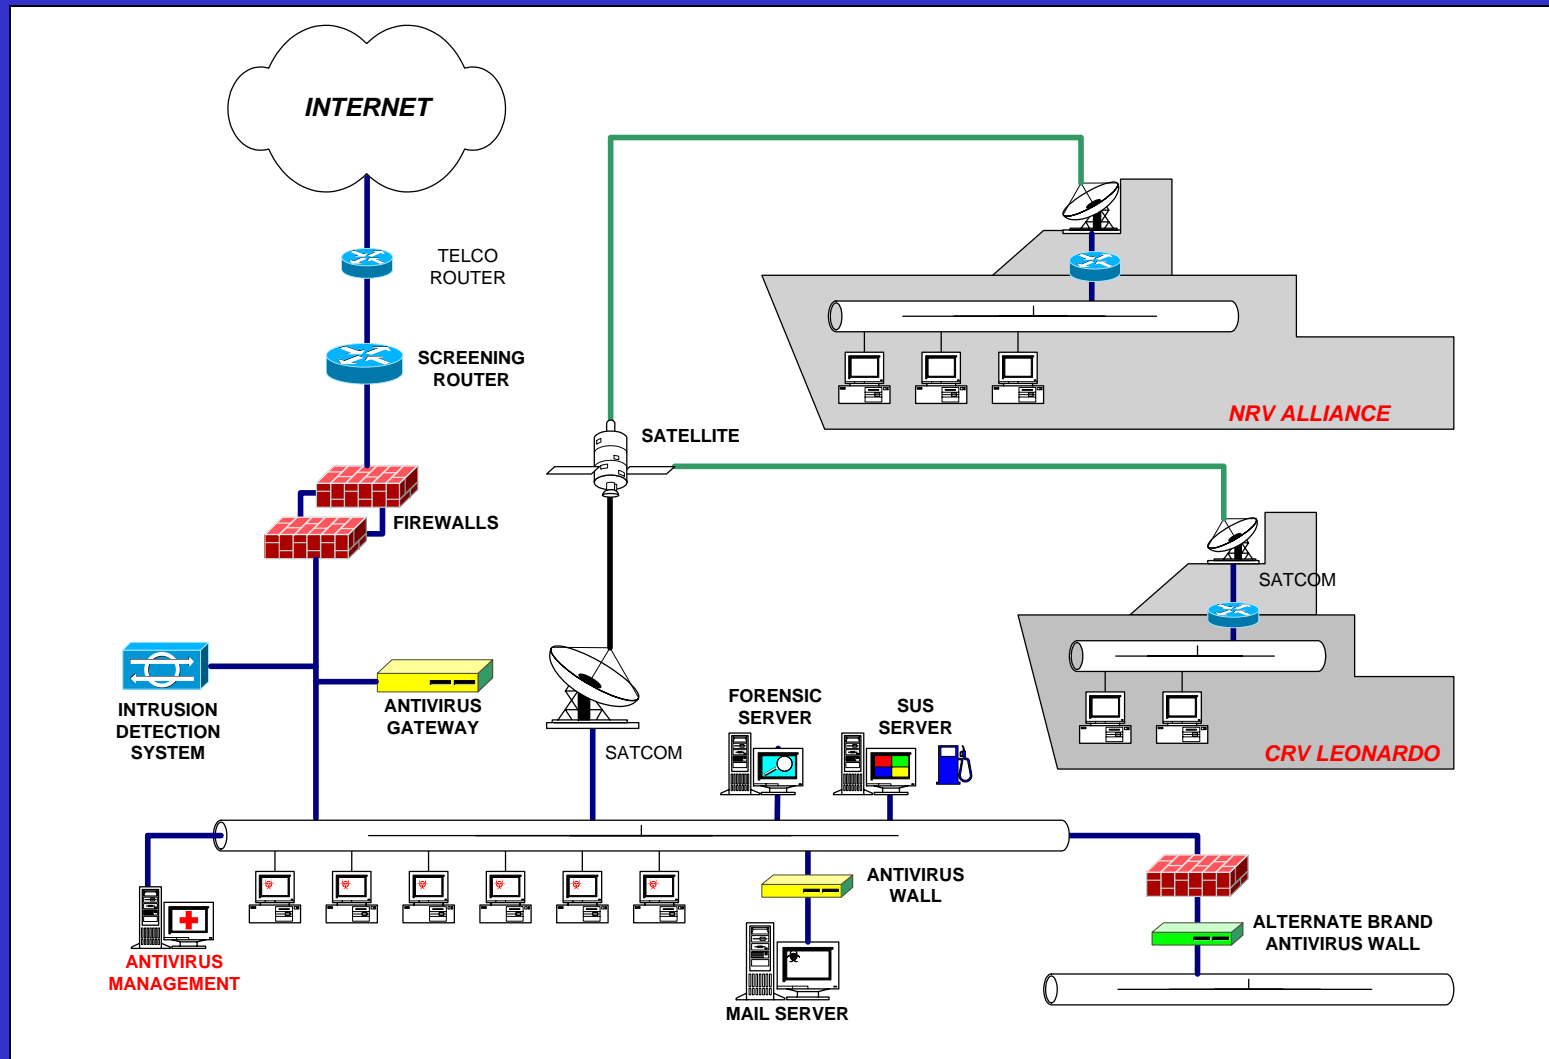 INTERNET
TELCO
ROUTER
SCREENING
ROUTER
NRV ALLIANCE
SATELLITE
FIREWALLS
SATCOM
INTRUSION
DETECTION
SYSTEM
ANTIVIRUS
GATEWAY
FORENSIC
SERVER
SUS
SERVER
CRV LEONARDO
SATCOM
ANTIVIRUS
WALL
ALTERNATE BRAND
ANTIVIRUS WALL
ANTIVIRUS
MANAGEMENT
MAIL SERVER